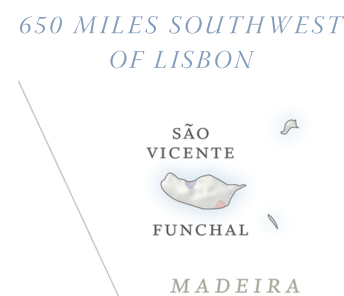 650 MILES SOUTHWEST
OF LISBON
SÃO
VICENTE
FUNCHAL
MADEIRA